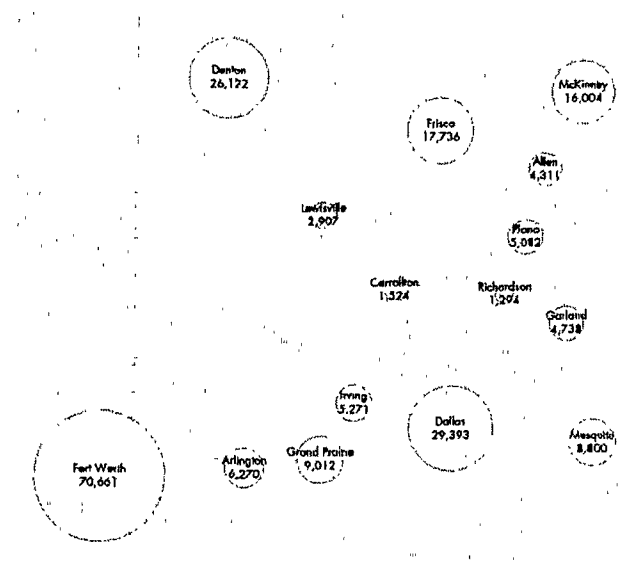 Denton
26,122
McKinney
16,004
Frisco
17,736
Allen
4,311
Lewisville
2,907
Plano
5,082
Carrollton
1,524
Richardson
1,294
Garland
4,738
Irving
5,271
Dallas
29,393
Mesquite
8,800
Grand Prairie
9,012
Arlington
6,270
Fort Worth
70,661